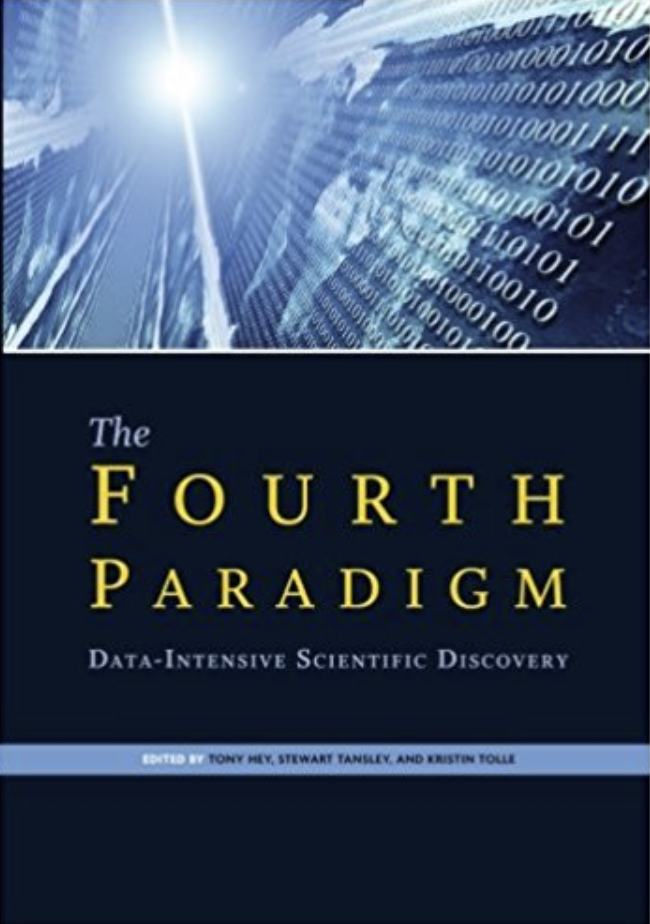 The
FOURTH
PARADIGM
DATA-INTENSIVE SCIENTIFIC DISCOVERY
EDITED BY TONY HEY, STEWART TANSLEY, AND KRISTIN TOLLE